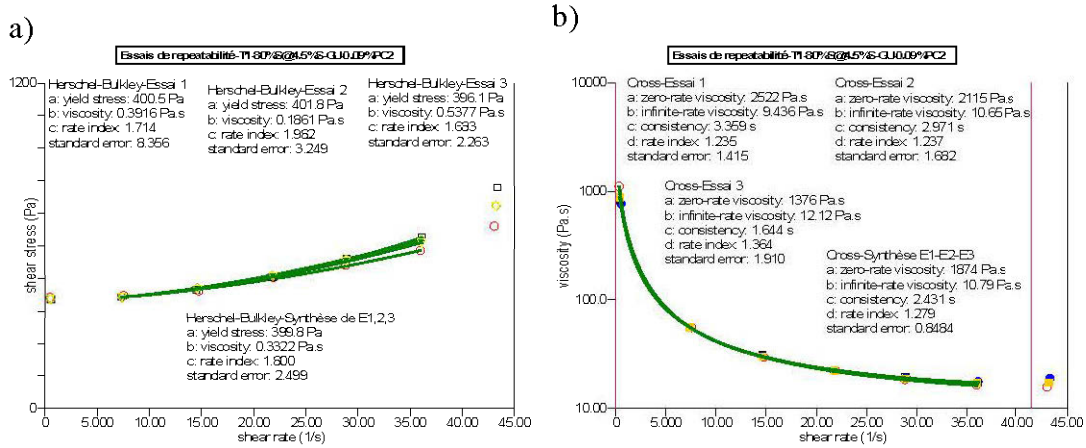 a)
Essais de repeatabilité-T1-80%S@4.5%S-GU-0.09%PC2
1200
Herschel-Bulkley-Essai 1
a: yield stress: 400.5 Pa
b: viscosity: 0.3916 Pa.s
c: rate index: 1.714
standard error: 8.356
Herschel-Bulkley-Essai 2
a: yield stress: 401.8 Pa
b: viscosity: 0.1861 Pa.s
c: rate index: 1.962
standard error: 3.249
Herschel-Bulkley-Essai 3
a: yield stress: 396.1 Pa
b: viscosity: 0.5377 Pa.s
c: rate index: 1.683
standard error: 2.263
shear stress (Pa)
Herschel-Bulkley-Synthèse de E1,2,3
a: yield stress: 399.8 Pa
b: viscosity: 0.3322 Pa.s
c: rate index: 1.800
standard error: 2.499
0
0 5.000 10.00 15.00 20.00 25.00 30.00 35.00 40.00 45.00
shear rate (1/s)
b)
Essais de repeatabilité-T1-80%S@4.5%S-GU-0.09%PC2
10000
Cross-Essai 1
a: zero-rate viscosity: 2522 Pa.s
b: infinite-rate viscosity: 9.436 Pa.s
c: consistency: 3.359 s
d: rate index: 1.235
standard error: 1.415
Cross-Essai 2
a: zero-rate viscosity: 2115 Pa.s
b: infinite-rate viscosity: 10.65 Pa.s
c: consistency: 2.971 s
d: rate index: 1.237
standard error: 1.682
1000
Cross-Essai 3
a: zero-rate viscosity: 1376 Pa.s
b: infinite-rate viscosity: 12.12 Pa.s
c: consistency: 1.644 s
d: rate index: 1.364
standard error: 1.910
viscosity (Pa.s)
Cross-Synthèse E1-E2-E3
a: zero-rate viscosity: 1874 Pa.s
b: infinite-rate viscosity: 10.79 Pa.s
c: consistency: 2.431 s
d: rate index: 1.279
standard error: 0.8484
100.0
10.00
0 5.000 10.00 15.00 20.00 25.00 30.00 35.00 40.00 45.00
shear rate (1/s)